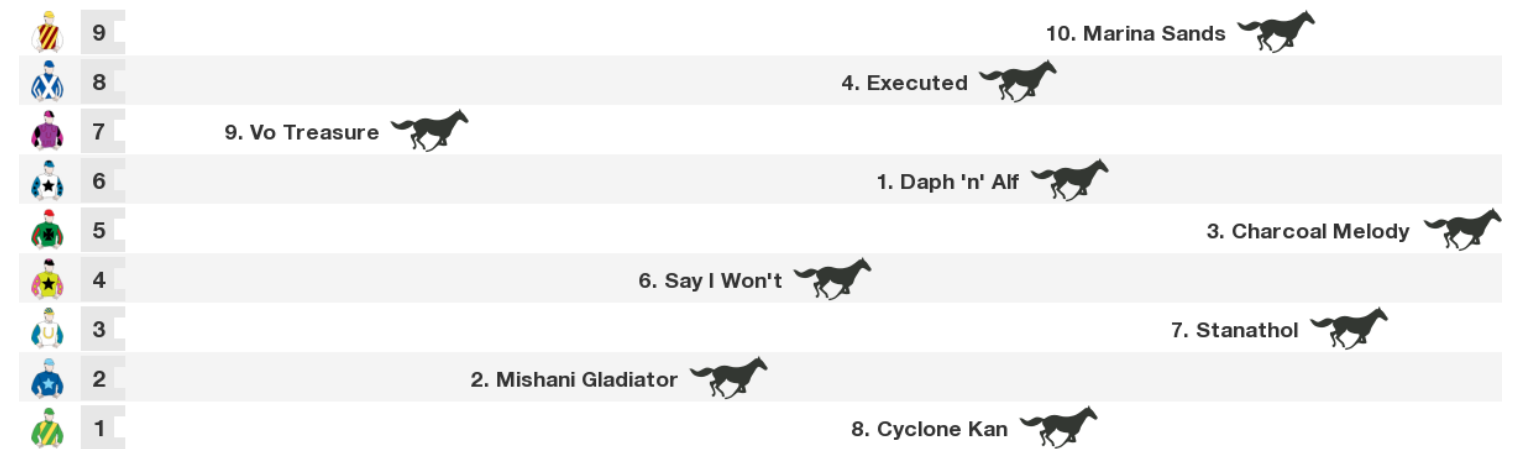 9 10. Marina Sands
8 4. Executed
7 9. Vo Treasure
6 1. Daph 'n' Alf
5 3. Charcoal Melody
4 6. Say I Won't
3 7. Stanathol
2 2. Mishani Gladiator
1 8. Cyclone Kan